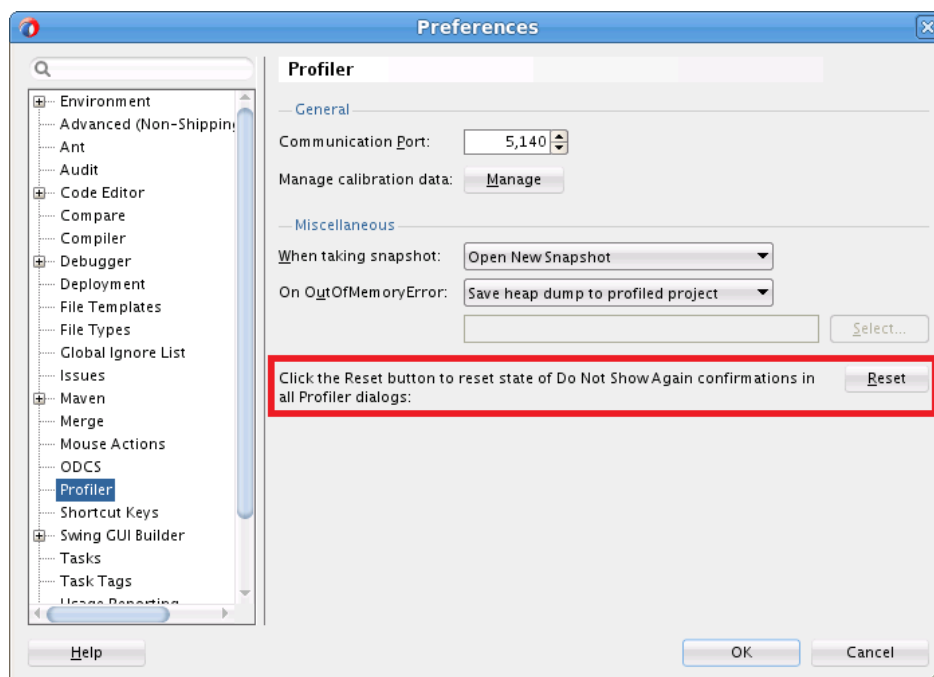 Preferences
Profiler
Environment
Advanced (Non-Shipping
Ant
Audit
Code Editor
Compare
Compiler
Debugger
Deployment
File Templates
File Types
Global Ignore List
Issues
Maven
Merge
Mouse Actions
ODCS
Profiler
Shortcut Keys
Swing GUI Builder
Tasks
Task Tags
Usage Reporting
General
Communication Port: 5,140
Manage calibration data: Manage
Miscellaneous
When taking snapshot: Open New Snapshot
On OutOfMemoryError: Save heap dump to profiled project
Select...
Click the Reset button to reset state of Do Not Show Again confirmations in
all Profiler dialogs:
Reset
Help
OK
Cancel